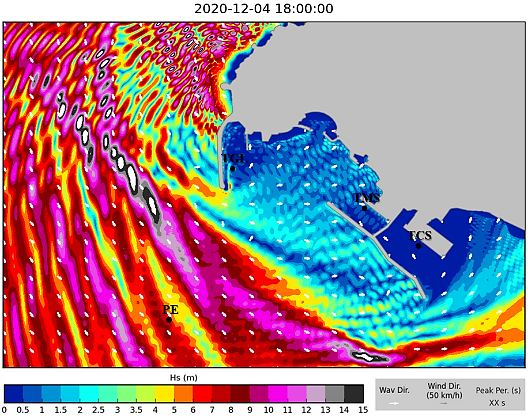 2020-12-04 18:00:00
TGL
TMS
TCS
PE
Hs (m)
0 0.5 1 1.5 2 2.5 3 3.5 4 5 6 7 8 9 10 11 12 13 14 15
Wav Dir.
Wind Dir.
(50 km/h)
Peak Per. (s)
XX s